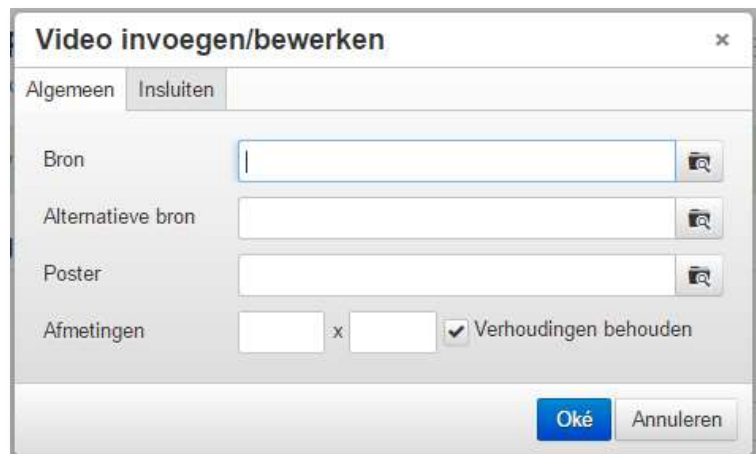 Video invoegen/bewerken ×
Algemeen Insluiten
Bron
Alternatieve bron
Poster
Afmetingen x Verhoudingen behouden
Oké Annuleren